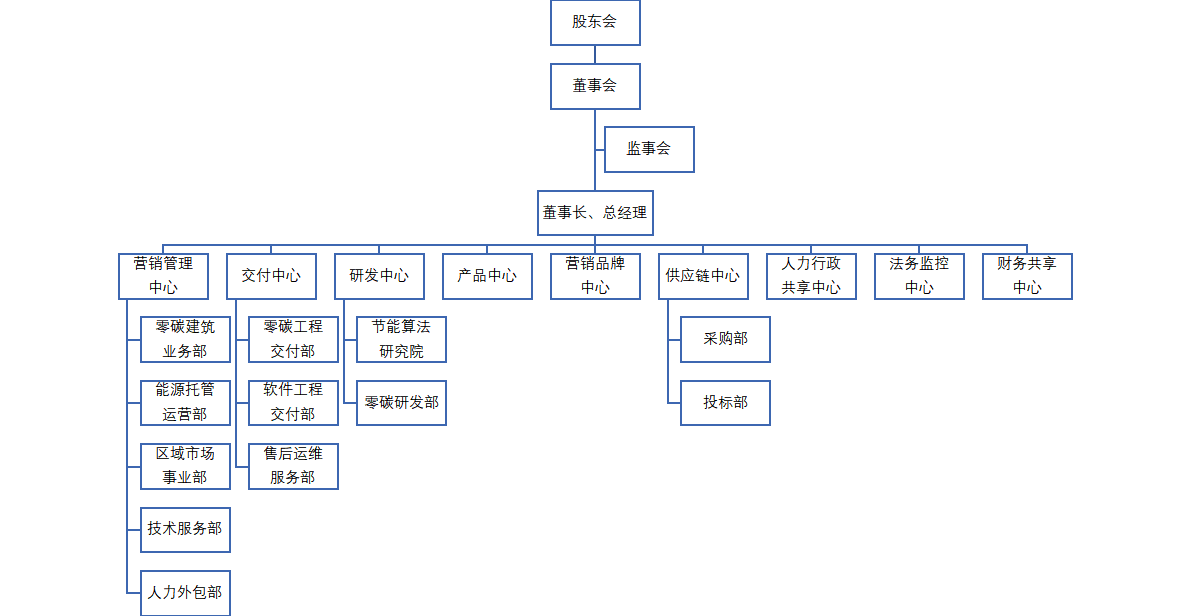 股东会
董事会
监事会
董事长、总经理
营销管理
中心
交付中心
研发中心
产品中心
营销品牌
中心
供应链中心
人力行政
共享中心
法务监控
中心
财务共享
中心
零碳建筑
业务部
零碳工程
交付部
节能算法
研究院
采购部
能源托管
运营部
软件工程
交付部
零碳研发部
投标部
区域市场
事业部
售后运维
服务部
技术服务部
人力外包部